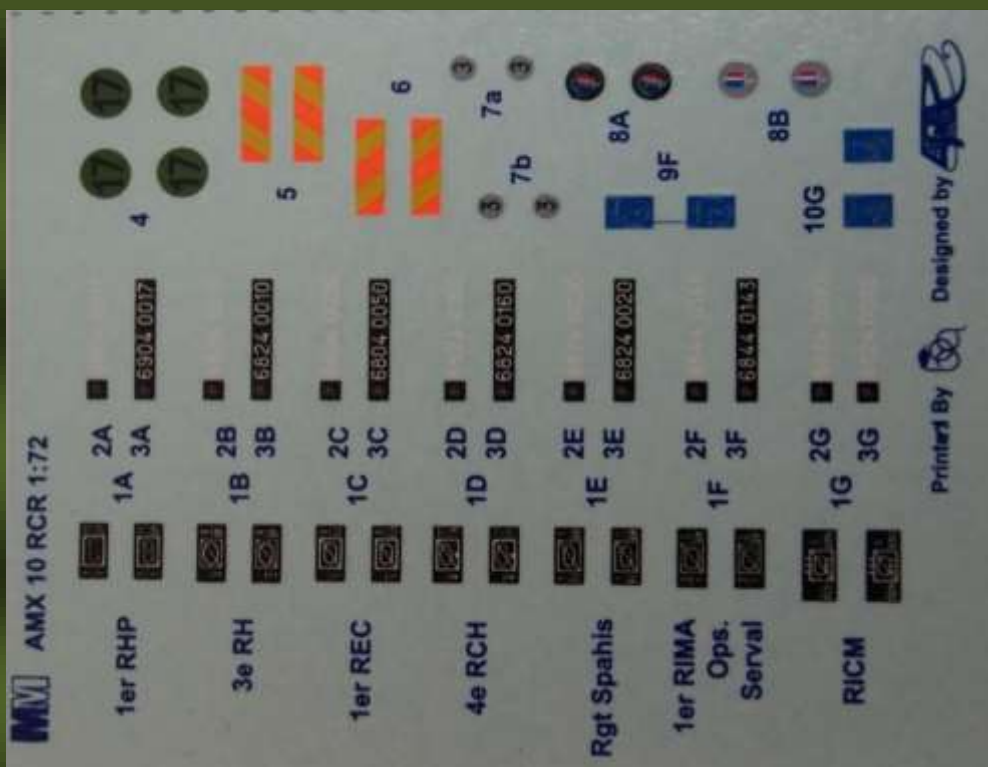 MM AMX 10 RCR 1:72
1er RHP
1A
2A
3A
6904 0017
4
17 17
17 17
3e RH
1B
2B
3B
6824 0010
5
1er REC
1C
2C
3C
6804 0050
6
4e RCH
1D
2D
3D
6824 0160
7b
3 3
7a
3 3
Rgt Spahis
1E
2E
3E
6824 0020
8A
9F
1er RIMA
Ops.
Serval
1F
2F
3F
6844 0143
8B
RICM
1G
2G
3G
10G
Printed By
Designed by